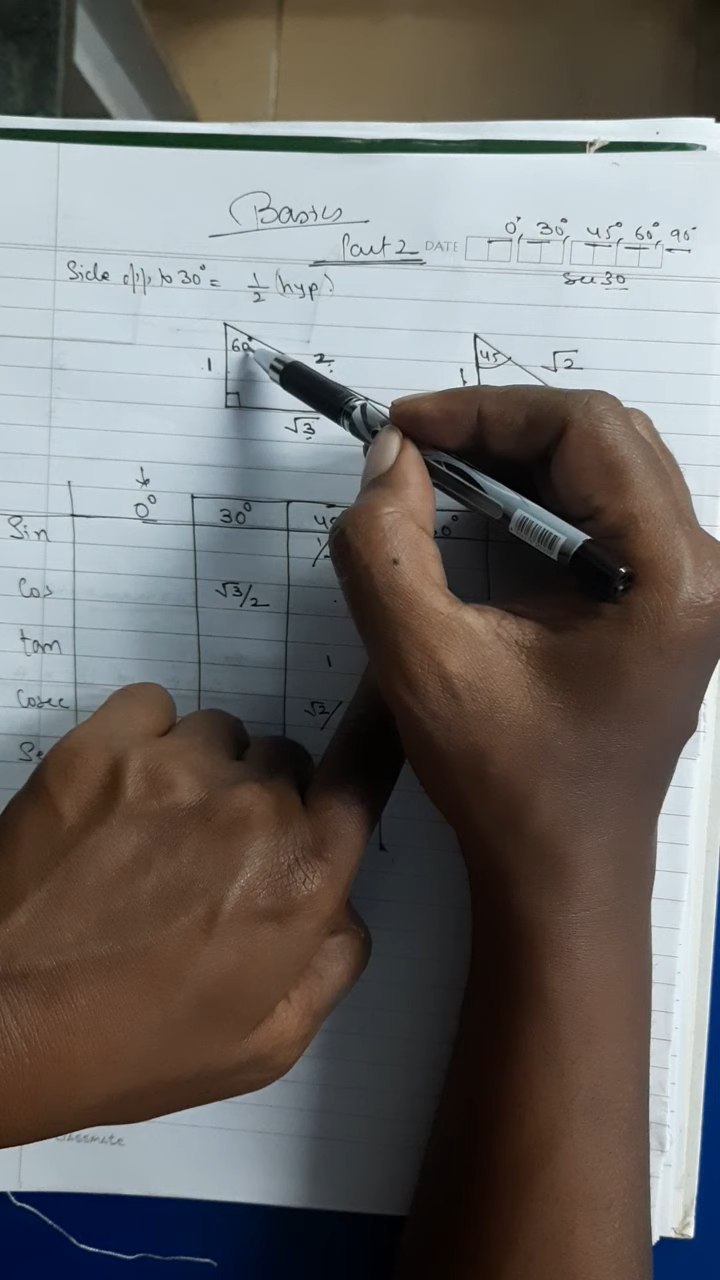 Basics
Part 2 DATE 0°, 30°, 45°, 60°, 90°
Side opp to 30° = 1/2 (hyp)
sec 30
60° 45
1 2 1 √2
√3
0° 30°
Sin
Cos √3/2
tan 1
Cosec √2/
classmate